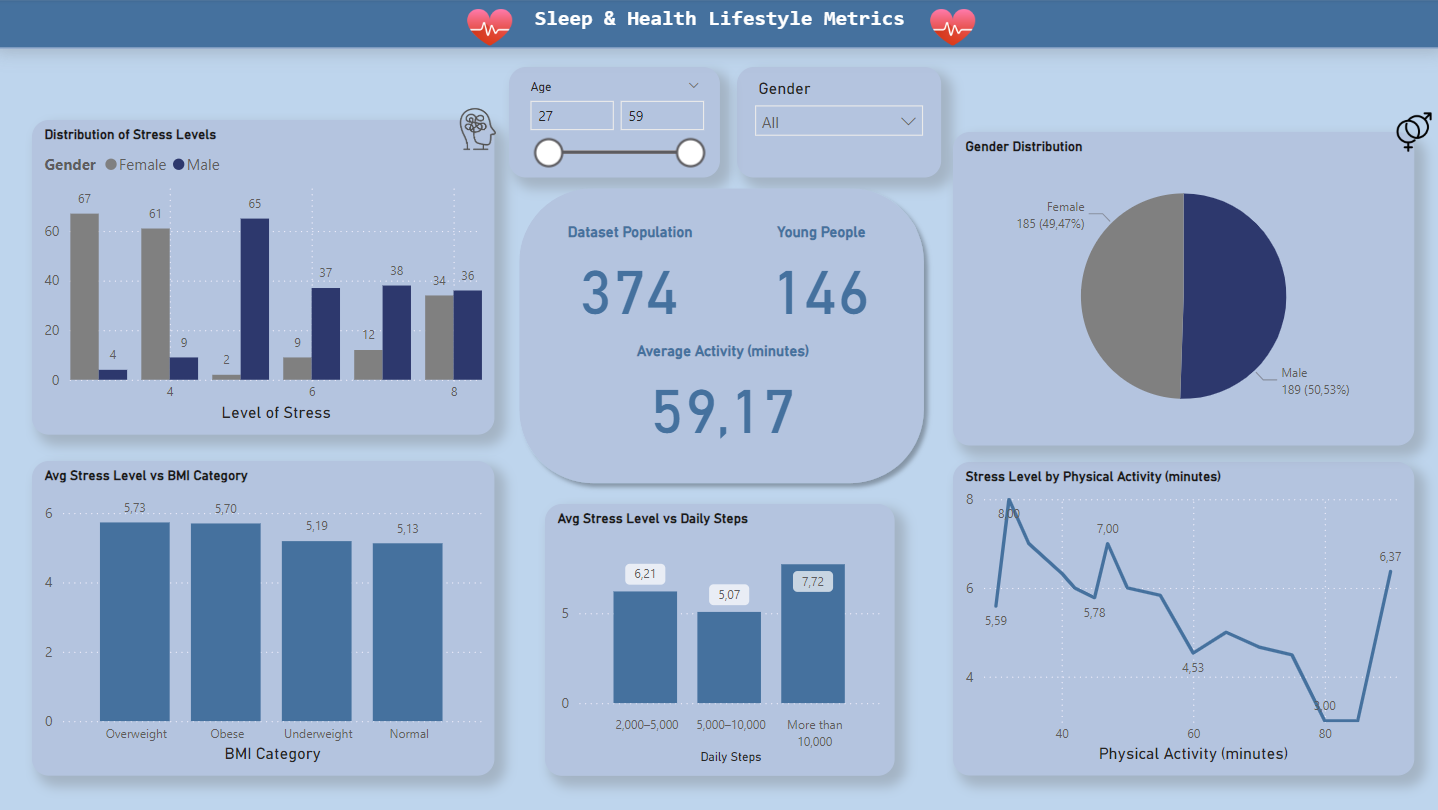 Sleep & Health Lifestyle Metrics
Age
27
59
Gender
All
Distribution of Stress Levels
Gender Female Male
67
61
65
4
9
2
9
37
12
38
34
36
60
40
20
0
4
6
8
Level of Stress
Dataset Population
Young People
374
146
Average Activity (minutes)
59,17
Gender Distribution
Female
185 (49,47%)
Male
189 (50,53%)
Avg Stress Level vs BMI Category
5,73
5,70
5,19
5,13
6
4
2
0
Overweight
Obese
Underweight
Normal
BMI Category
Avg Stress Level vs Daily Steps
6,21
5,07
7,72
5
0
2,000–5,000
5,000–10,000
More than
10,000
Daily Steps
Stress Level by Physical Activity (minutes)
8
6
4
8,00
7,00
6,37
5,59
5,78
4,53
3,00
40
60
80
Physical Activity (minutes)